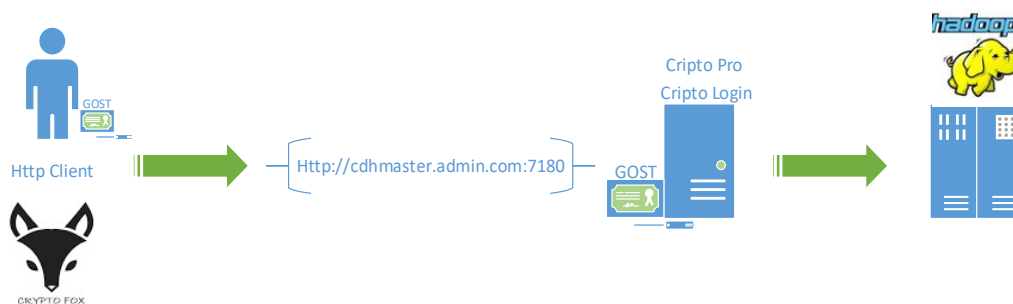 GOST
Http Client
CRYPTO FOX
Http://cdhmaster.admin.com:7180
Cripto Pro
Cripto Login
GOST
hadoop